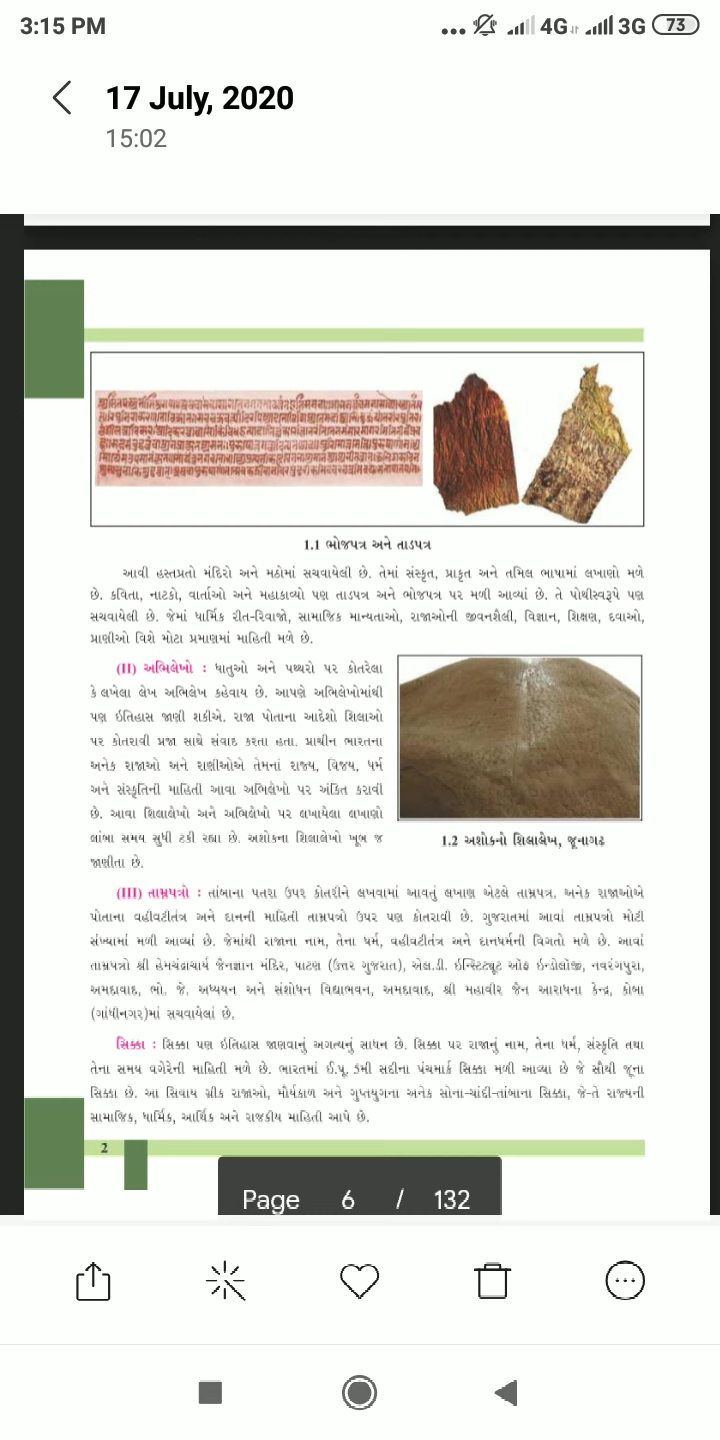 3:15 PM
4G 3G 73
17 July, 2020
15:02
1.1 ભોજપત્ર અને તાડપત્ર
આવી હસ્તપ્રતો મંદિરો અને મઠોમાં સચવાયેલી છે. તેમાં સંસ્કૃત, પ્રાકૃત અને તમિલ ભાષામાં લખાણો મળે
છે. કવિતા, નાટકો, વાર્તાઓ અને મહાકાવ્યો પણ તાડપત્ર અને ભોજપત્ર પર મળી આવ્યાં છે. તે પોથીસ્વરૂપે પણ
સચવાયેલી છે. જેમાં ધાર્મિક રીત-રિવાજો, સામાજિક માન્યતાઓ, રાજાઓની જીવનશૈલી, વિજ્ઞાન, શિક્ષણ, દવાઓ,
પ્રાણીઓ વિશે મોટા પ્રમાણમાં માહિતી મળે છે.
(II) અભિલેખો : ધાતુઓ અને પથ્થરો પર કોતરેલા
કે લખેલા લેખ અભિલેખ કહેવાય છે. આપણે અભિલેખોમાંથી
પણ ઇતિહાસ જાણી શકીએ. રાજા પોતાના આદેશો શિલાઓ
પર કોતરાવી પ્રજા સાથે સંવાદ કરતા હતા. પ્રાચીન ભારતના
અનેક રાજાઓ અને રાણીઓએ તેમનાં રાજ્ય, વિજય, ધર્મ
અને સંસ્કૃતિની માહિતી આવા અભિલેખો પર અંકિત કરાવી
છે. આવા શિલાલેખો અને અભિલેખો પર લખાયેલા લખાણો
લાંબા સમય સુધી ટકી રહ્યા છે. અશોકના શિલાલેખો ખૂબ જ
જાણીતા છે.
1.2 અશોકનો શિલાલેખ, જૂનાગઢ
(III) તામ્રપત્રો : તાંબાના પતરા ઉપર કોતરીને લખવામાં આવતું લખાણ એટલે તામ્રપત્ર. અનેક રાજાઓએ
પોતાના વહીવટીતંત્ર અને દાનની માહિતી તામ્રપત્રો ઉપર પણ કોતરાવી છે. ગુજરાતમાં આવાં તામ્રપત્રો મોટી
સંખ્યામાં મળી આવ્યાં છે. જેમાંથી રાજાના નામ, તેના ધર્મ, વહીવટીતંત્ર અને દાનધર્મની વિગતો મળે છે. આવાં
તામ્રપત્રો શ્રી હેમચંદ્રાચાર્ય જૈનજ્ઞાન મંદિર, પાટણ (ઉત્તર ગુજરાત), એલ.ડી. ઇન્સ્ટિટ્યૂટ ઑફ ઇન્ડોલૉજી, નવરંગપુરા,
અમદાવાદ, ભો. જે. અધ્યયન અને સંશોધન વિદ્યાભવન, અમદાવાદ, શ્રી મહાવીર જૈન આરાધના કેન્દ્ર, કોબા
(ગાંધીનગર)માં સચવાયેલાં છે.
સિક્કા : સિક્કા પણ ઇતિહાસ જાણવાનું અગત્યનું સાધન છે. સિક્કા પર રાજાનું નામ, તેના ધર્મ, સંસ્કૃતિ તથા
તેના સમય વગેરેની માહિતી મળે છે. ભારતમાં ઈ.પૂ. 5મી સદીના પંચમાર્ક સિક્કા મળી આવ્યા છે જે સૌથી જૂના
સિક્કા છે. આ સિવાય ગ્રીક રાજાઓ, મૌર્યકાળ અને ગુપ્તયુગના અનેક સોના-ચાંદી-તાંબાના સિક્કા, જે-તે રાજ્યની
સામાજિક, ધાર્મિક, આર્થિક અને રાજકીય માહિતી આપે છે.
2
Page 6 / 132